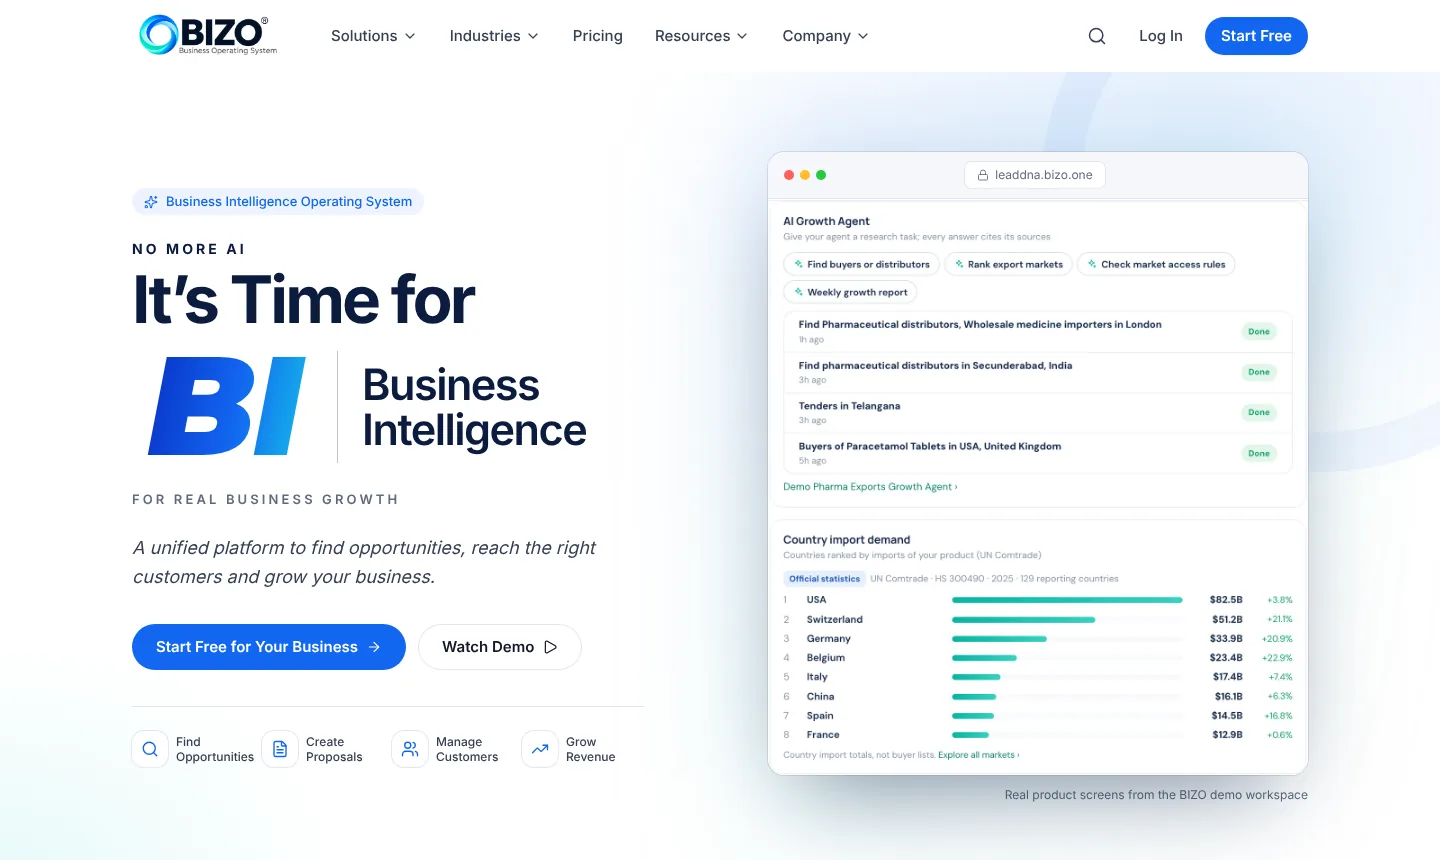 BIZO®
Business Operating System
Solutions
Industries
Pricing
Resources
Company
Log In
Start Free
Business Intelligence Operating System
NO MORE AI
It’s Time for
BI
Business
Intelligence
FOR REAL BUSINESS GROWTH
A unified platform to find opportunities, reach the right
customers and grow your business.
Start Free for Your Business
Watch Demo
Find
Opportunities
Create
Proposals
Manage
Customers
Grow
Revenue
leaddna.bizo.one
AI Growth Agent
Give your agent a research task; every answer cites its sources
Find buyers or distributors
Rank export markets
Check market access rules
Weekly growth report
Find Pharmaceutical distributors, Wholesale medicine importers in London
1h ago
Done
Find pharmaceutical distributors in Secunderabad, India
3h ago
Done
Tenders in Telangana
3h ago
Done
Buyers of Paracetamol Tablets in USA, United Kingdom
5h ago
Done
Demo Pharma Exports Growth Agent ›
Country import demand
Countries ranked by imports of your product (UN Comtrade)
Official statistics UN Comtrade · HS 300490 · 2025 · 129 reporting countries
1 USA $82.5B +3.8%
2 Switzerland $51.2B +21.1%
3 Germany $33.9B +20.9%
4 Belgium $23.4B +22.9%
5 Italy $17.4B +7.4%
6 China $16.1B +6.3%
7 Spain $14.5B +16.8%
8 France $12.9B +0.6%
Country import totals, not buyer lists. Explore all markets ›
Real product screens from the BIZO demo workspace